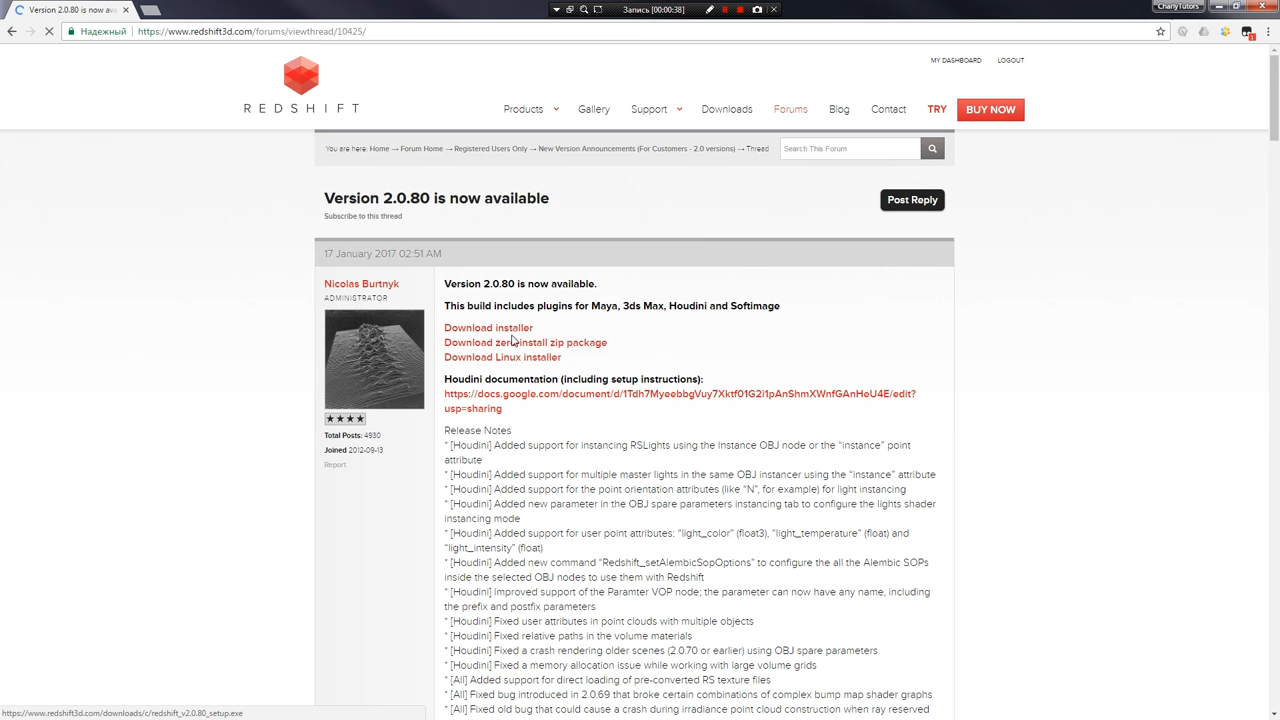 Version 2.0.80 is now ava
Запись [00:00:38]
CharlyTutors
Надежный
https://www.redshift3d.com/forums/viewthread/10425/
MY DASHBOARD LOGOUT
REDSHIFT
Products Gallery Support Downloads Forums Blog Contact TRY BUY NOW
You are here: Home → Forum Home → Registered Users Only → New Version Announcements (For Customers - 2.0 versions) → Thread
Search This Forum
Version 2.0.80 is now available
Post Reply
Subscribe to this thread
17 January 2017 02:51 AM
Nicolas Burtnyk
ADMINISTRATOR
Total Posts: 4930
Joined 2012-09-13
Report
Version 2.0.80 is now available.
This build includes plugins for Maya, 3ds Max, Houdini and Softimage
Download installer
Download zero-install zip package
Download Linux installer
Houdini documentation (including setup instructions):
https://docs.google.com/document/d/1Tdh7MyeebbgVuy7Xktf01G2i1pAnShmXWnfGAnHeU4E/edit?
usp=sharing
Release Notes
* [Houdini] Added support for instancing RSLights using the Instance OBJ node or the “instance” point
attribute
* [Houdini] Added support for multiple master lights in the same OBJ instancer using the “instance” attribute
* [Houdini] Added support for the point orientation attributes (like “N”, for example) for light instancing
* [Houdini] Added new parameter in the OBJ spare parameters instancing tab to configure the lights shader
instancing mode
* [Houdini] Added support for user point attributes: “light_color” (float3), “light_temperature” (float) and
“light_intensity” (float)
* [Houdini] Added new command “Redshift_setAlembicSopOptions” to configure the all the Alembic SOPs
inside the selected OBJ nodes to use them with Redshift
* [Houdini] Improved support of the Paramter VOP node; the parameter can now have any name, including
the prefix and postfix parameters
* [Houdini] Fixed user attributes in point clouds with multiple objects
* [Houdini] Fixed relative paths in the volume materials
* [Houdini] Fixed a crash rendering older scenes (2.0.70 or earlier) using OBJ spare parameters
* [Houdini] Fixed a memory allocation issue while working with large volume grids
* [All] Added support for direct loading of pre-converted RS texture files
* [All] Fixed bug introduced in 2.0.69 that broke certain combinations of complex bump map shader graphs
* [All] Fixed old bug that could cause a crash during irradiance point cloud construction when ray reserved
https://www.redshift3d.com/downloads/c/redshift_v2.0.80_setup.exe